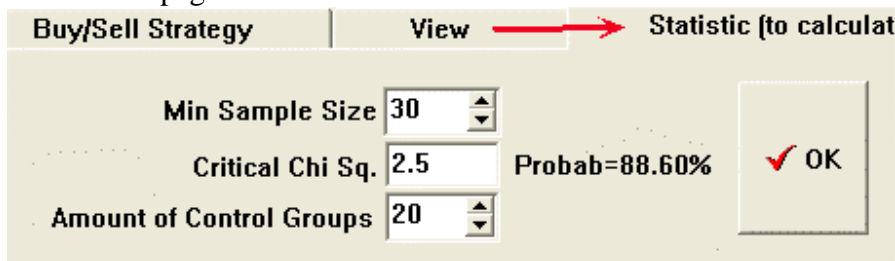 Buy/Sell Strategy View Statistic (to calculat
Min Sample Size 30
Critical Chi Sq. 2.5 Probab=88.60% OK
Amount of Control Groups 20